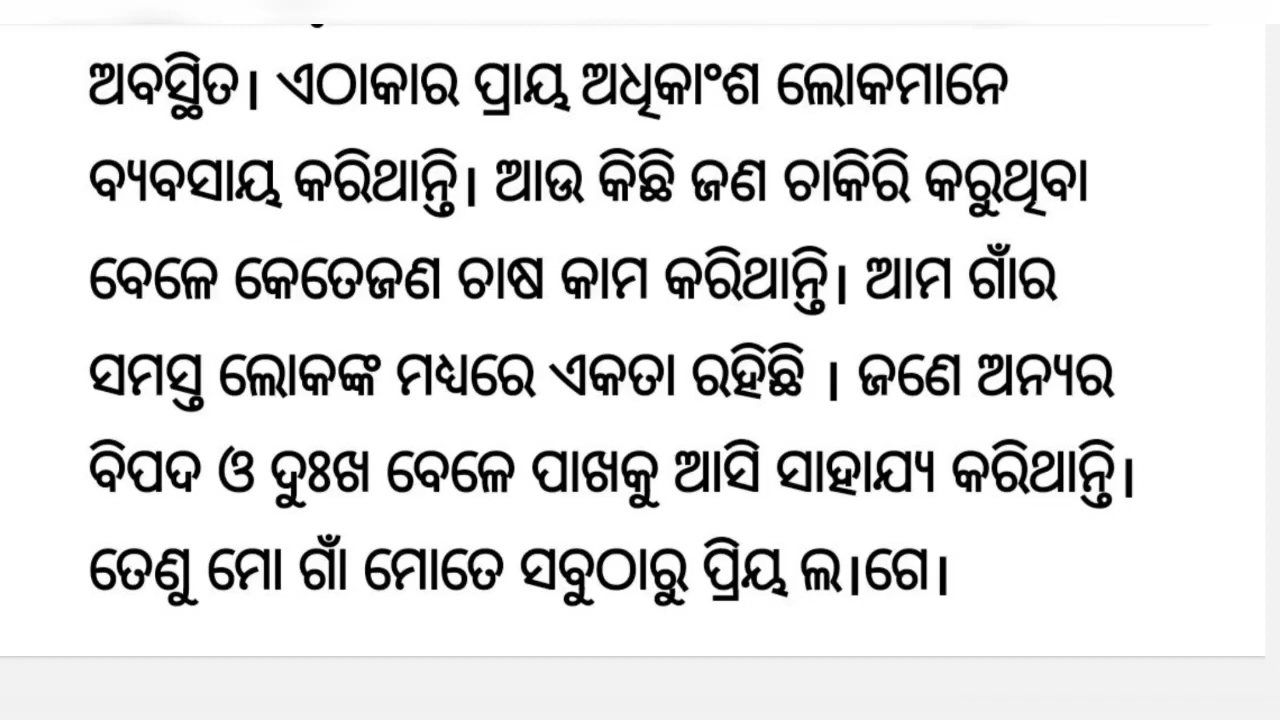 ଅବସ୍ଥିତ। ଏଠାକାର ପ୍ରାୟ ଅଧିକାଂଶ ଲୋକମାନେ
ବ୍ୟବସାୟ କରିଥାନ୍ତି। ଆଉ କିଛି ଜଣ ଚାକିରି କରୁଥିବା
ବେଳେ କେତେଜଣ ଚାଷ କାମ କରିଥାନ୍ତି। ଆମ ଗାଁର
ସମସ୍ତ ଲୋକଙ୍କ ମଧ୍ୟରେ ଏକତା ରହିଛି । ଜଣେ ଅନ୍ୟର
ବିପଦ ଓ ଦୁଃଖ ବେଳେ ପାଖକୁ ଆସି ସାହାଯ୍ୟ କରିଥାନ୍ତି।
ତେଣୁ ମୋ ଗାଁ ମୋତେ ସବୁଠାରୁ ପ୍ରିୟ ଲ।ଗେ।